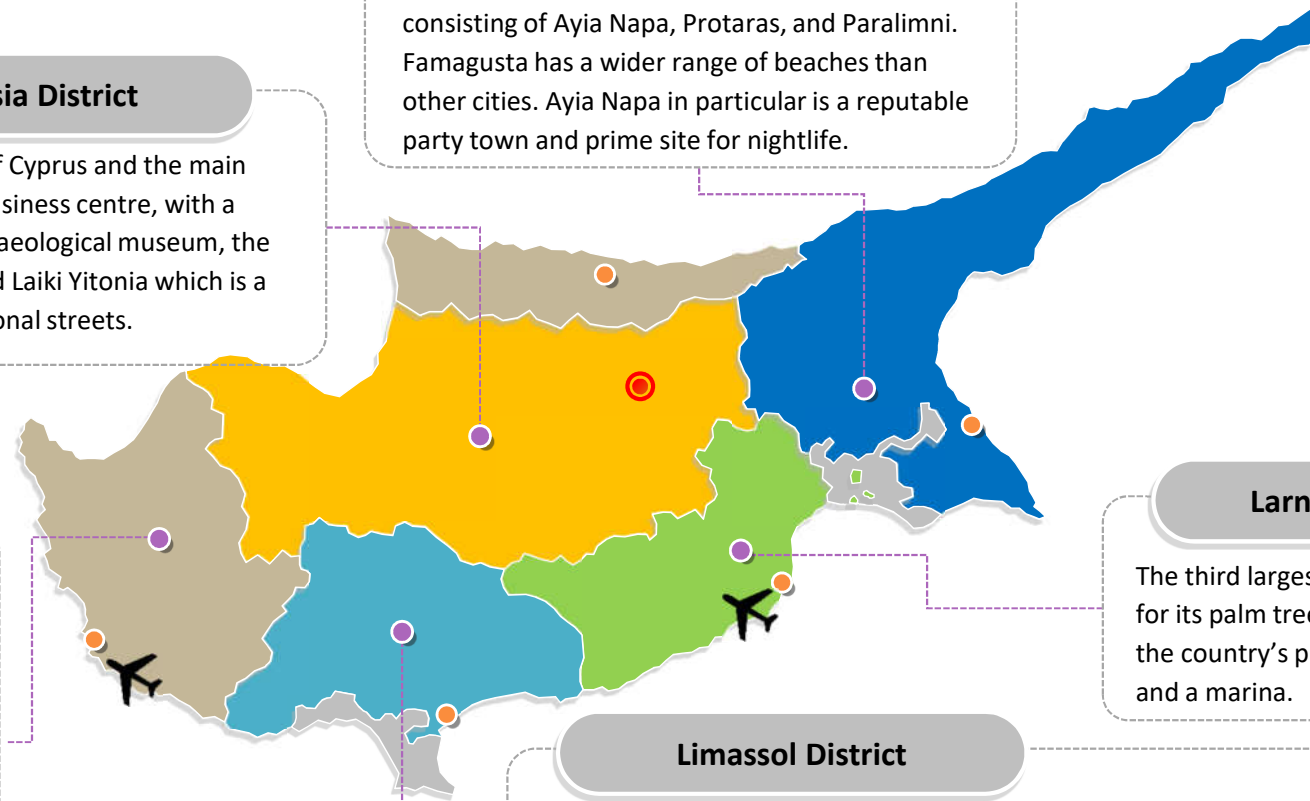 consisting of Ayia Napa, Protaras, and Paralimni.
Famagusta has a wider range of beaches than
other cities. Ayia Napa in particular is a reputable
party town and prime site for nightlife.
sia District
f Cyprus and the main
siness centre, with a
aeological museum, the
d Laiki Yitonia which is a
onal streets.
Larn
The third larges
for its palm tree
the country's p
and a marina.
Limassol District